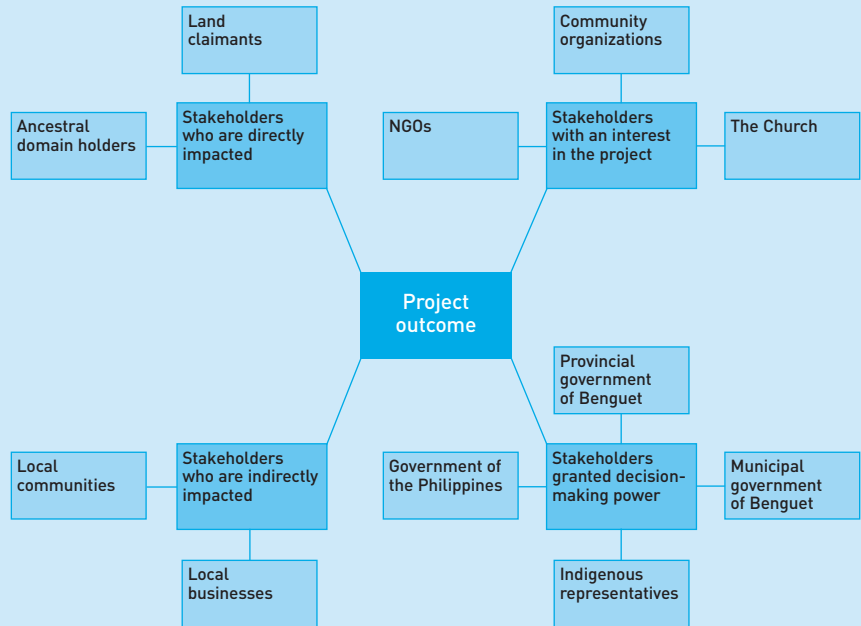 Land
claimants
Ancestral
domain holders
Stakeholders
who are directly
impacted
Community
organizations
NGOs
Stakeholders
with an interest
in the project
The Church
Project
outcome
Local
communities
Stakeholders
who are indirectly
impacted
Local
businesses
Provincial
government
of Benguet
Government of
the Philippines
Stakeholders
granted decision-
making power
Municipal
government
of Benguet
Indigenous
representatives